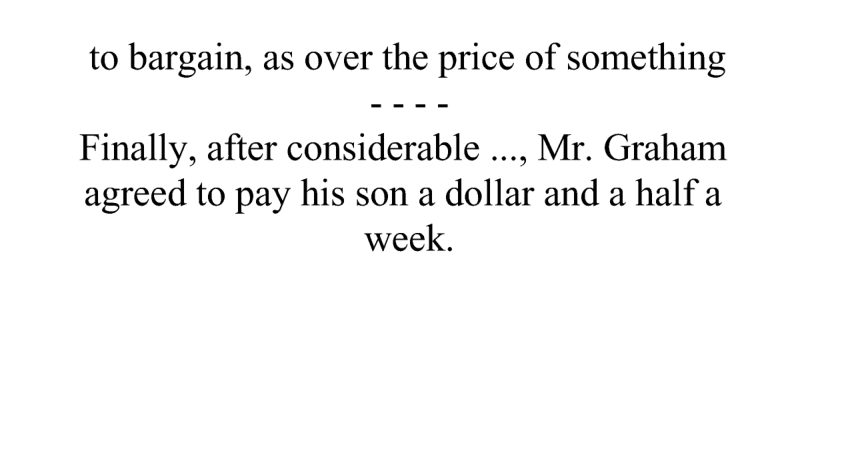 to bargain, as over the price of something
- - - -
Finally, after considerable ..., Mr. Graham
agreed to pay his son a dollar and a half a
week.